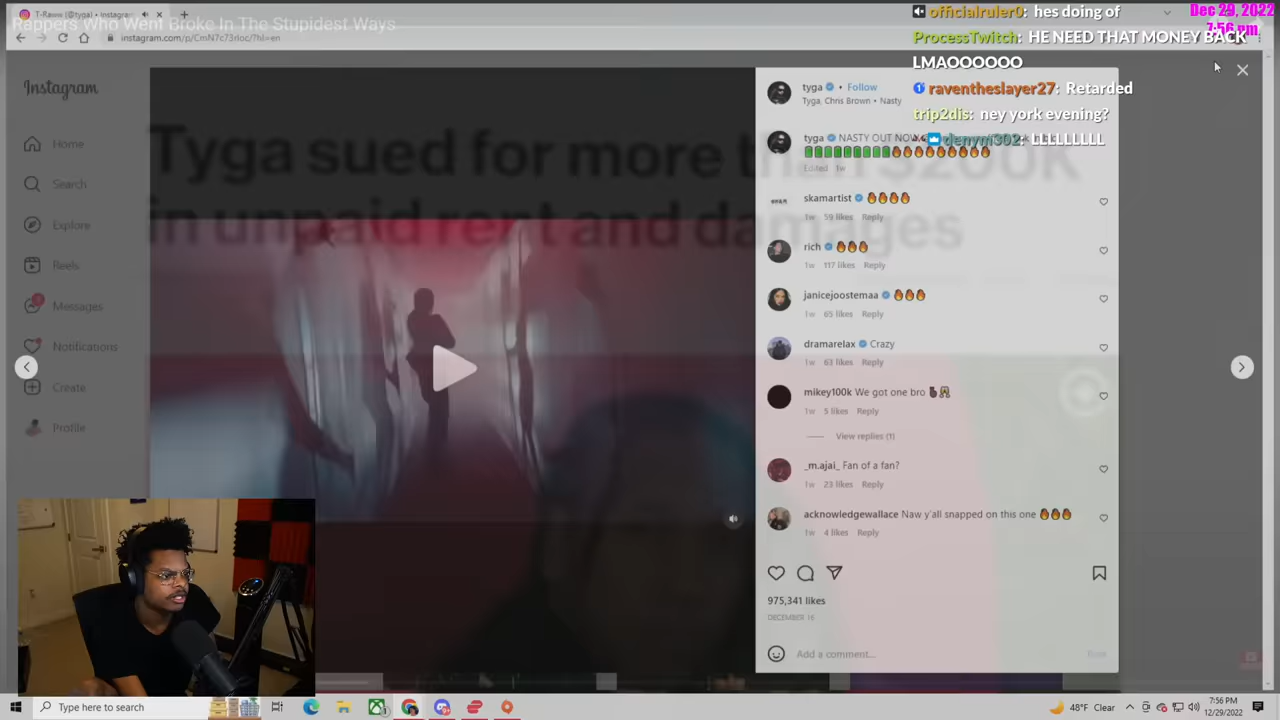 T-Raww (@tyga) • Instagram
Rappers Who Went Broke In The Stupidest Ways
instagram.com/p/CmN7c73rloc/?hl=en
Dec 29, 2022
7:56 pm
officialruler0: hes doing of
ProcessTwitch: HE NEED THAT MONEY BACK
LMAOOOOOO
raventheslayer27: Retarded
trip2dis: ney york evening?
denym302: LLLLLLLL
Instagram
Home
Search
Explore
Reels
Messages
Notifications
Create
Profile
Tyga sued for more than $200K
in unpaid rent and damages
tyga • Follow
Tyga, Chris Brown • Nasty
tyga NASTY OUT NOW
Edited 1w
skamartist 🔥🔥🔥🔥
1w 59 likes Reply
rich 🔥🔥🔥
1w 117 likes Reply
janicejoostemaa 🔥🔥🔥
1w 65 likes Reply
dramarelax Crazy
1w 63 likes Reply
mikey100k We got one bro
1w 5 likes Reply
View replies (1)
_m.ajai_ Fan of a fan?
1w 23 likes Reply
acknowledgewallace Naw y'all snapped on this one 🔥🔥🔥
1w 4 likes Reply
975,341 likes
DECEMBER 16
Add a comment...
Post
Type here to search
48°F Clear
7:56 PM
12/29/2022